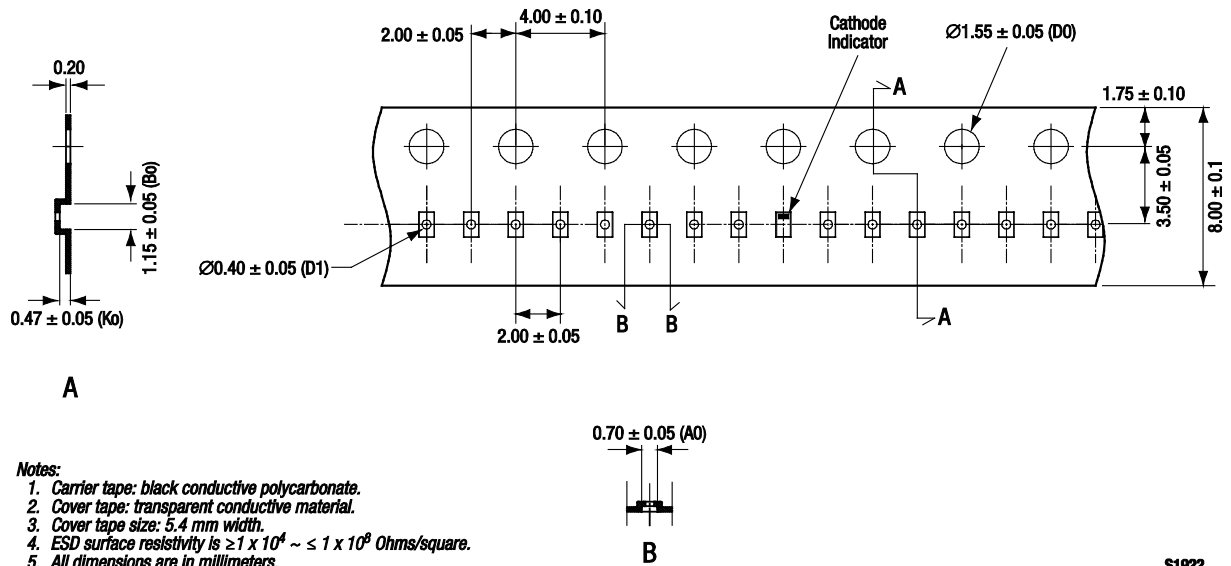 4.00 ± 0.10
2.00 ± 0.05
Cathode
Indicator
Ø1.55 ± 0.05 (D0)
0.20
A
1.75 ± 0.10
1.15 ± 0.05 (Bo)
3.50 ± 0.05
8.00 ± 0.1
Ø0.40 ± 0.05 (D1)
0.47 ± 0.05 (Ko)
B
B
A
2.00 ± 0.05
A
0.70 ± 0.05 (A0)
Notes:
1. Carrier tape: black conductive polycarbonate.
2. Cover tape: transparent conductive material.
3. Cover tape size: 5.4 mm width.
4. ESD surface resistivity is ≥1 x 10⁴ ~ ≤ 1 x 10⁸ Ohms/square.
5. All dimensions are in millimeters
B
S1922